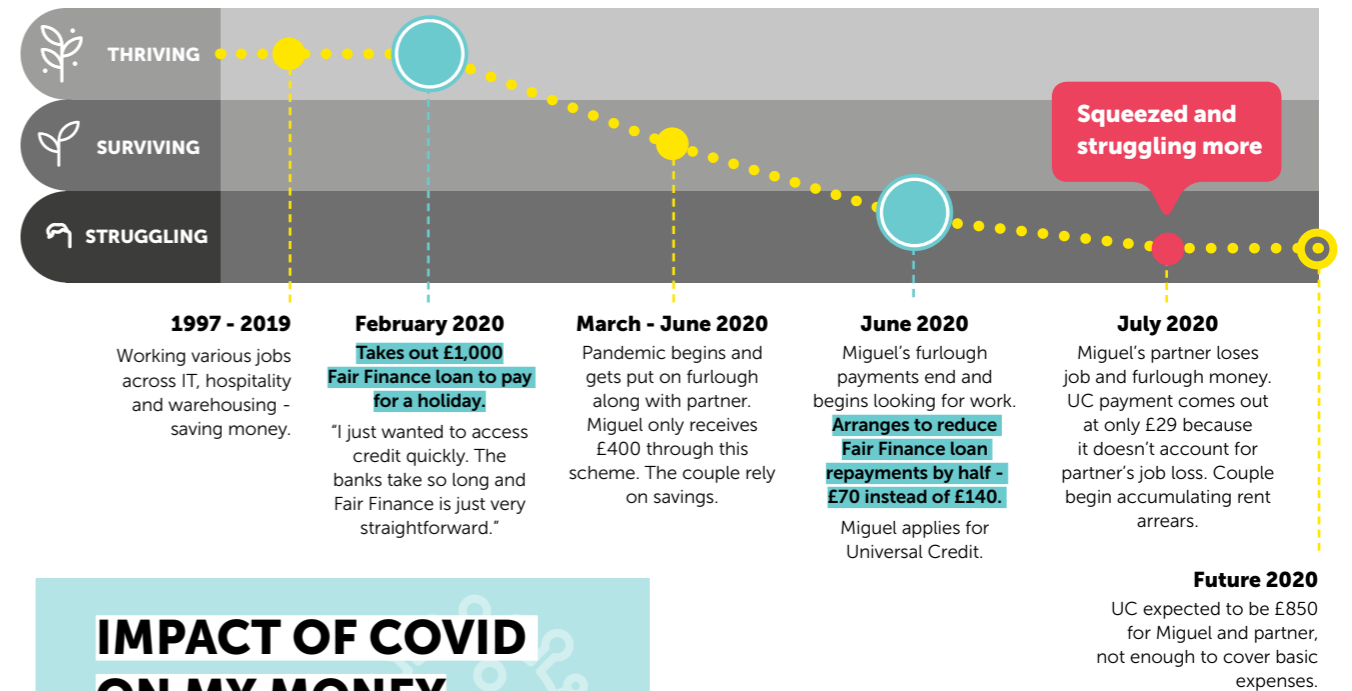 THRIVING
SURVIVING
STRUGGLING
Squeezed and
struggling more
1997 - 2019
Working various jobs
across IT, hospitality
and warehousing -
saving money.
February 2020
Takes out £1,000
Fair Finance loan to pay
for a holiday.
"I just wanted to access
credit quickly. The
banks take so long and
Fair Finance is just very
straightforward."
March - June 2020
Pandemic begins and
gets put on furlough
along with partner.
Miguel only receives
£400 through this
scheme. The couple rely
on savings.
June 2020
Miguel's furlough
payments end and
begins looking for work.
Arranges to reduce
Fair Finance loan
repayments by half -
£70 instead of £140.
Miguel applies for
Universal Credit.
July 2020
Miguel's partner loses
job and furlough money.
UC payment comes out
at only £29 because
it doesn't account for
partner's job loss. Couple
begin accumulating rent
arrears.
Future 2020
UC expected to be £850
for Miguel and partner,
not enough to cover basic
expenses.
IMPACT OF COVID
ON MY MONEY